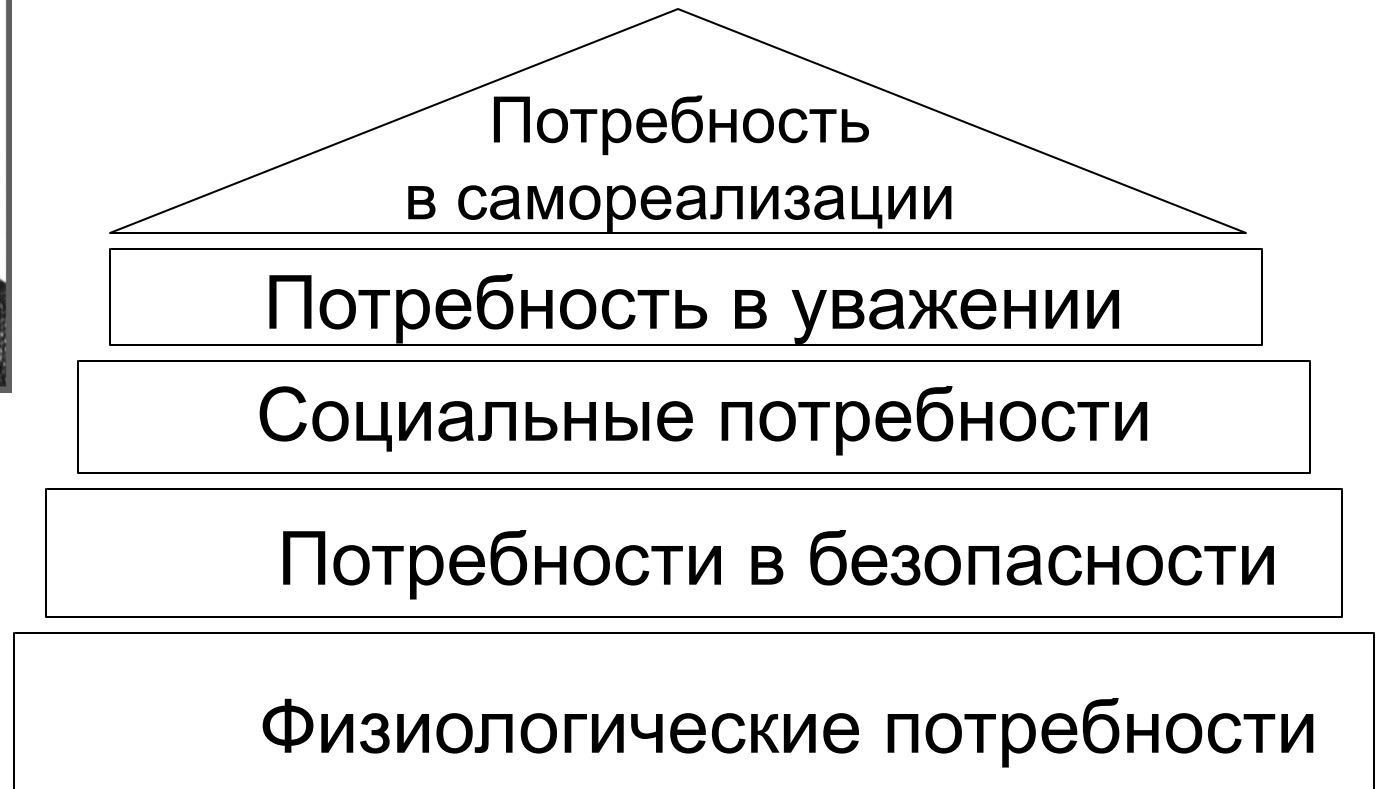 Потребность
в самореализации
Потребность в уважении
Социальные потребности
Потребности в безопасности
Физиологические потребности